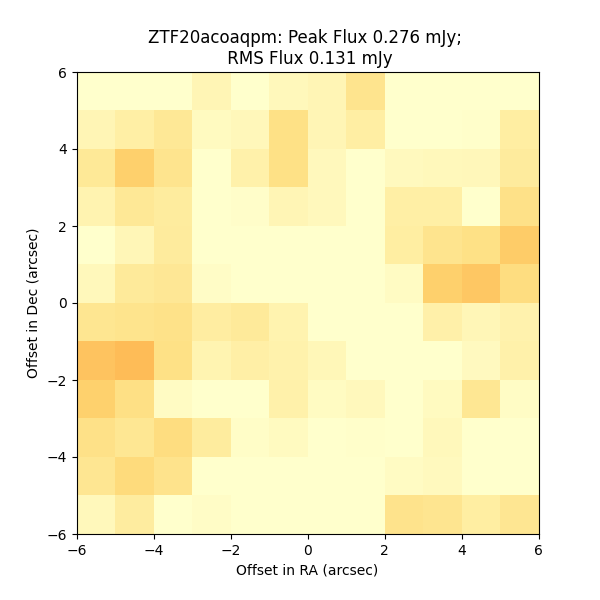 ZTF20acoaqpm: Peak Flux 0.276 mJy;
RMS Flux 0.131 mJy
6
4
2
0
−2
−4
−6
Offset in Dec (arcsec)
−6 −4 −2 0 2 4 6
Offset in RA (arcsec)